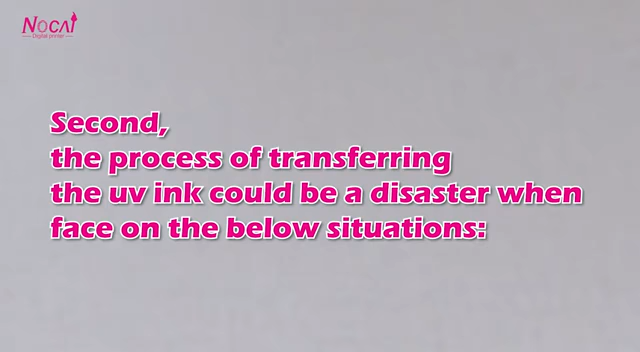 NOCAI
Digital printer
Second,
the process of transferring
the uv ink could be a disaster when
face on the below situations: